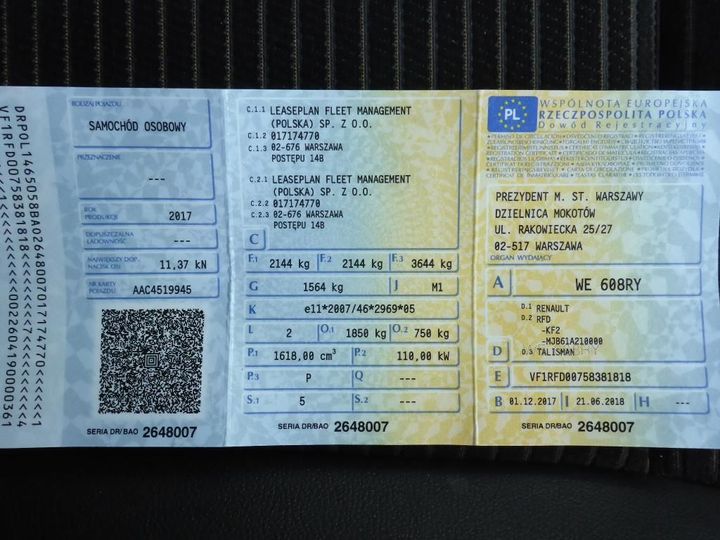 RODZAJ POJAZDU
SAMOCHÓD OSOBOWY
PRZEZNACZENIE
---
ROK PRODUKCJI
2017
DOPUSZCZALNA ŁADOWNOŚĆ
---
NAJWIĘKSZY DOP. NACISK OSI
11,37 kN
NR KARTY POJAZDU
AAC4519945
SERIA DR/BAO 2648007
C.1.1 LEASEPLAN FLEET MANAGEMENT
(POLSKA) SP. Z O.O.
C.1.2 017174770
C.1.3 02-676 WARSZAWA
POSTĘPU 14B
C.2.1 LEASEPLAN FLEET MANAGEMENT
(POLSKA) SP. Z O.O.
C.2.2 017174770
C.2.3 02-676 WARSZAWA
POSTĘPU 14B
C
F.1 2144 kg F.2 2144 kg F.3 3644 kg
G 1564 kg J M1
K e11*2007/46*2969*05
L 2 O.1 1850 kg O.2 750 kg
P.1 1618,00 cm³ P.2 110,00 kW
P.3 P Q ---
S.1 5 S.2 ---
SERIA DR/BAO 2648007
PL
WSPÓLNOTA EUROPEJSKA
RZECZPOSPOLITA POLSKA
Dowód Rejestracyjny
PREZYDENT M. ST. WARSZAWY
DZIELNICA MOKOTÓW
UL. RAKOWIECKA 25/27
02-517 WARSZAWA
ORGAN WYDAJĄCY
A WE 608RY
D.1 RENAULT
D.2 RFD
-KF2
-MJB61A210000
D D.3 TALISMAN
E VF1RFD00758381818
B 01.12.2017 I 21.06.2018 H ---
SERIA DR/BAO 2648007